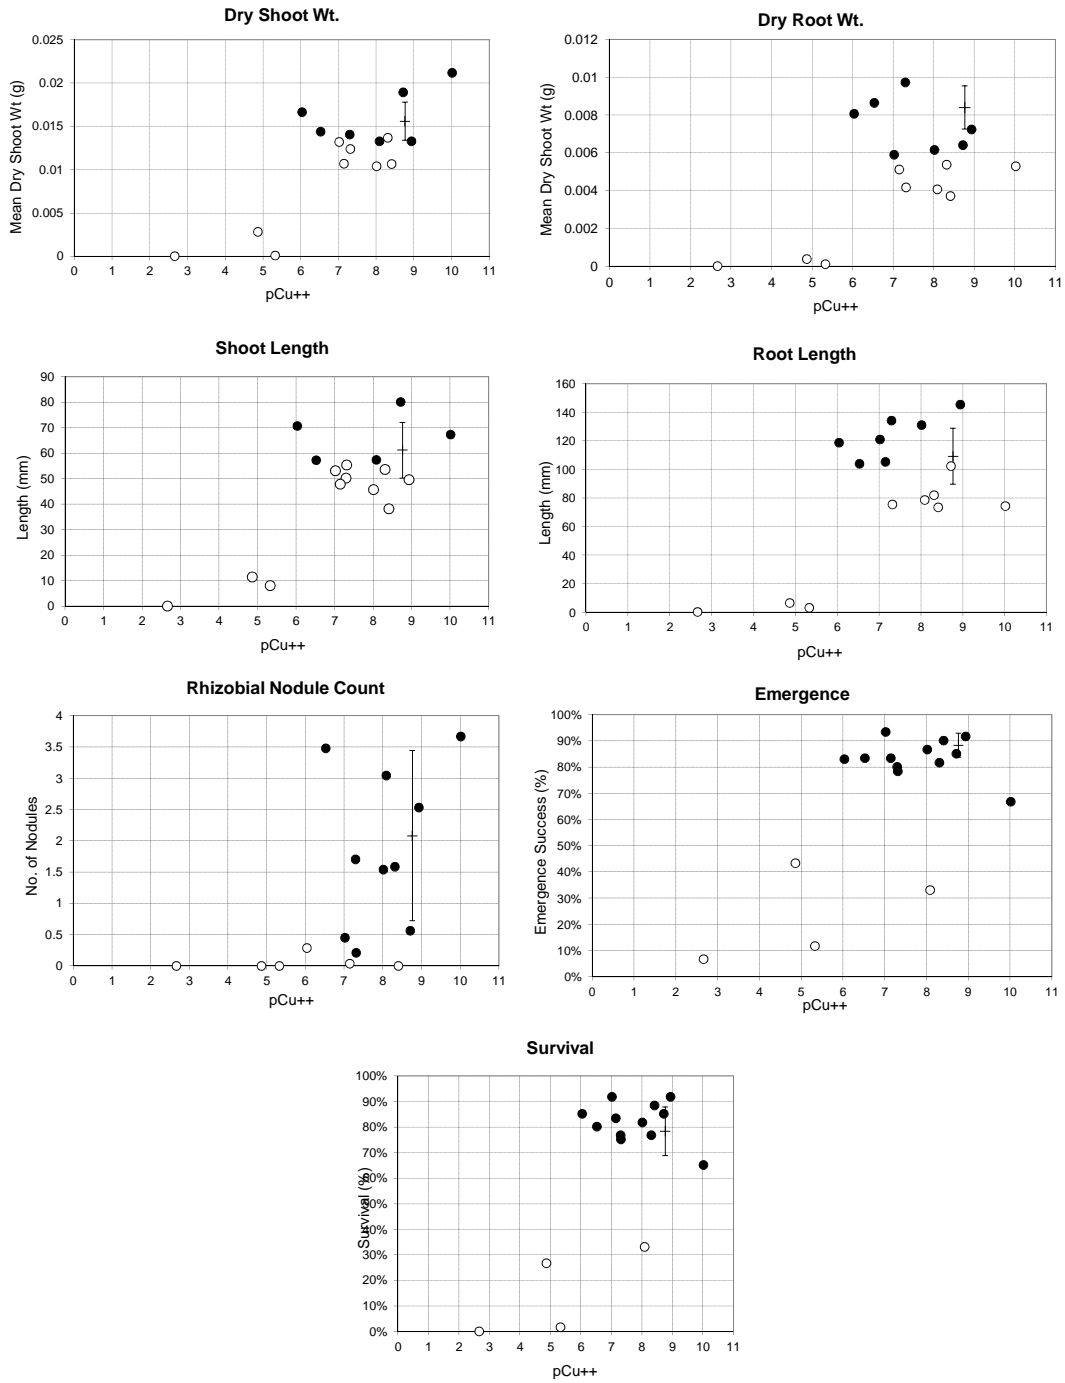 Dry Shoot Wt.
Mean Dry Shoot Wt (g)
0.025
0.02
0.015
0.01
0.005
0
0 1 2 3 4 5 6 7 8 9 10 11
pCu++
Dry Root Wt.
Mean Dry Shoot Wt (g)
0.012
0.01
0.008
0.006
0.004
0.002
0
0 1 2 3 4 5 6 7 8 9 10 11
pCu++
Shoot Length
Length (mm)
90
80
70
60
50
40
30
20
10
0
0 1 2 3 4 5 6 7 8 9 10 11
pCu++
Root Length
Length (mm)
160
140
120
100
80
60
40
20
0
0 1 2 3 4 5 6 7 8 9 10 11
pCu++
Rhizobial Nodule Count
No. of Nodules
4
3.5
3
2.5
2
1.5
1
0.5
0
0 1 2 3 4 5 6 7 8 9 10 11
pCu++
Emergence
Emergence Success (%)
100%
90%
80%
70%
60%
50%
40%
30%
20%
10%
0%
0 1 2 3 4 5 6 7 8 9 10 11
pCu++
Survival
Survival (%)
100%
90%
80%
70%
60%
50%
40%
30%
20%
10%
0%
0 1 2 3 4 5 6 7 8 9 10 11
pCu++